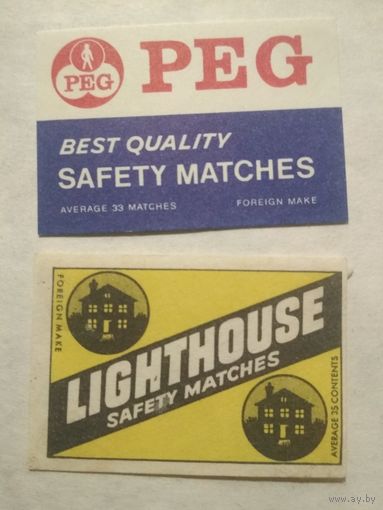 PEG
PEG
BEST QUALITY
SAFETY MATCHES
AVERAGE 33 MATCHES FOREIGN MAKE
FOREIGN MAKE
LIGHTHOUSE
SAFETY MATCHES
AVERAGE 35 CONTENTS
www.ay.by